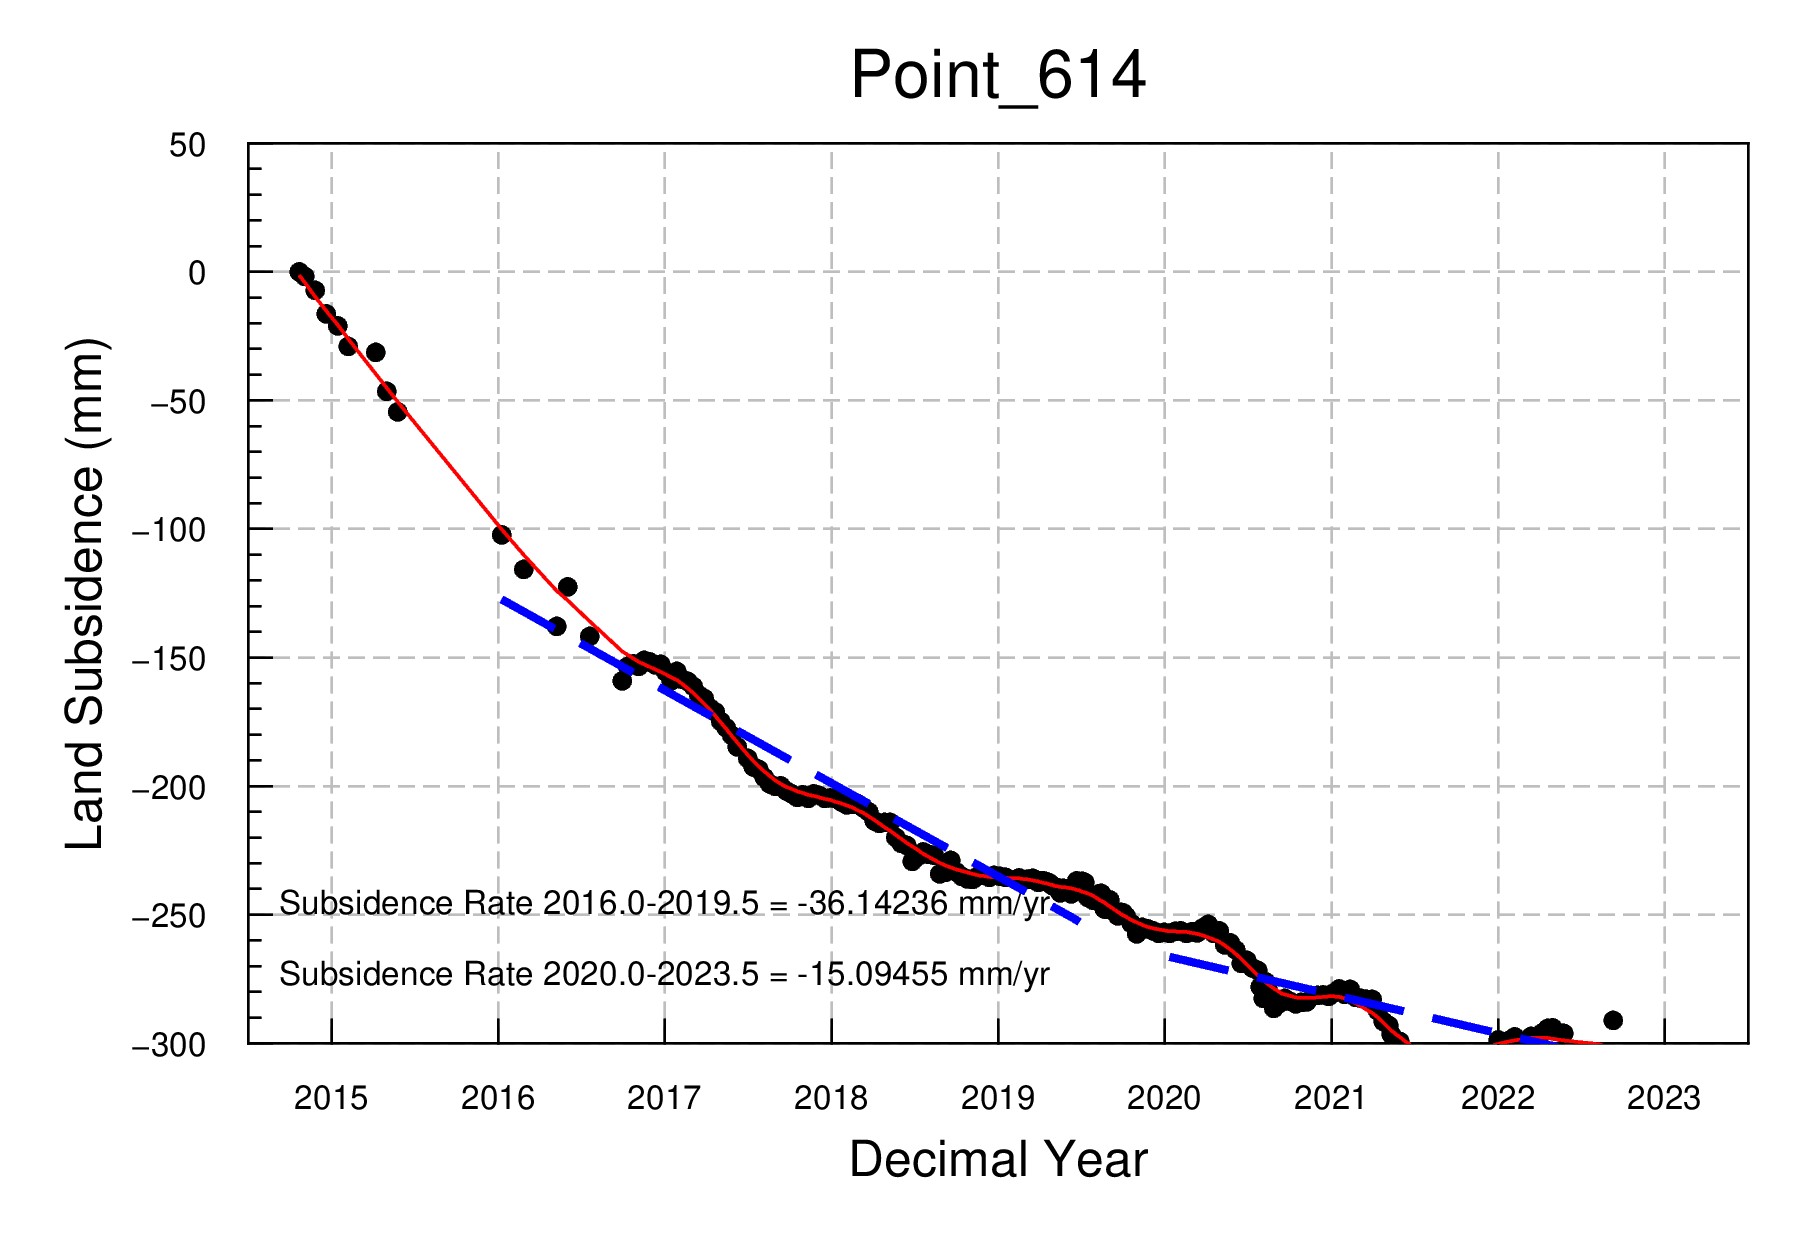 Point_614
50
0
−50
−100
−150
−200
−250
−300
Land Subsidence (mm)
Subsidence Rate 2016.0-2019.5 = -36.14236 mm/yr
Subsidence Rate 2020.0-2023.5 = -15.09455 mm/yr
2015 2016 2017 2018 2019 2020 2021 2022 2023
Decimal Year